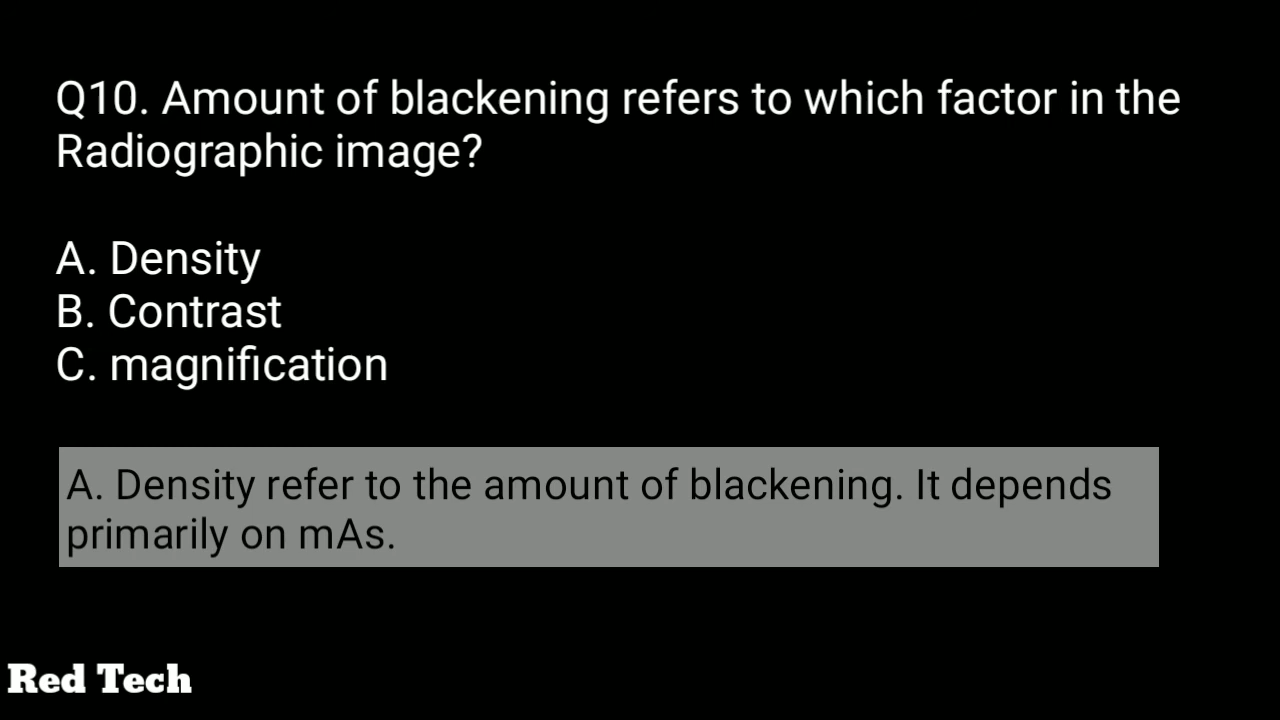 Q10. Amount of blackening refers to which factor in the
Radiographic image?
A. Density
B. Contrast
C. magnification
A. Density refer to the amount of blackening. It depends
primarily on mAs.
Red Tech